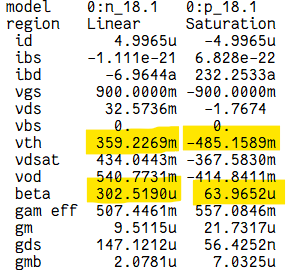 model 0:n_18.1 0:p_18.1
region Linear Saturation
id 4.9965u -4.9965u
ibs -1.111e-21 6.828e-22
ibd -6.9644a 232.2533a
vgs 900.0000m -900.0000m
vds 32.5736m -1.7674
vbs 0. 0.
vth 359.2269m -485.1589m
vdsat 434.0443m -367.5830m
vod 540.7731m -414.8411m
beta 302.5190u 63.9652u
gam eff 507.4461m 557.0846m
gm 9.5115u 21.7317u
gds 147.1212u 56.4252n
gmb 2.0781u 7.0325u